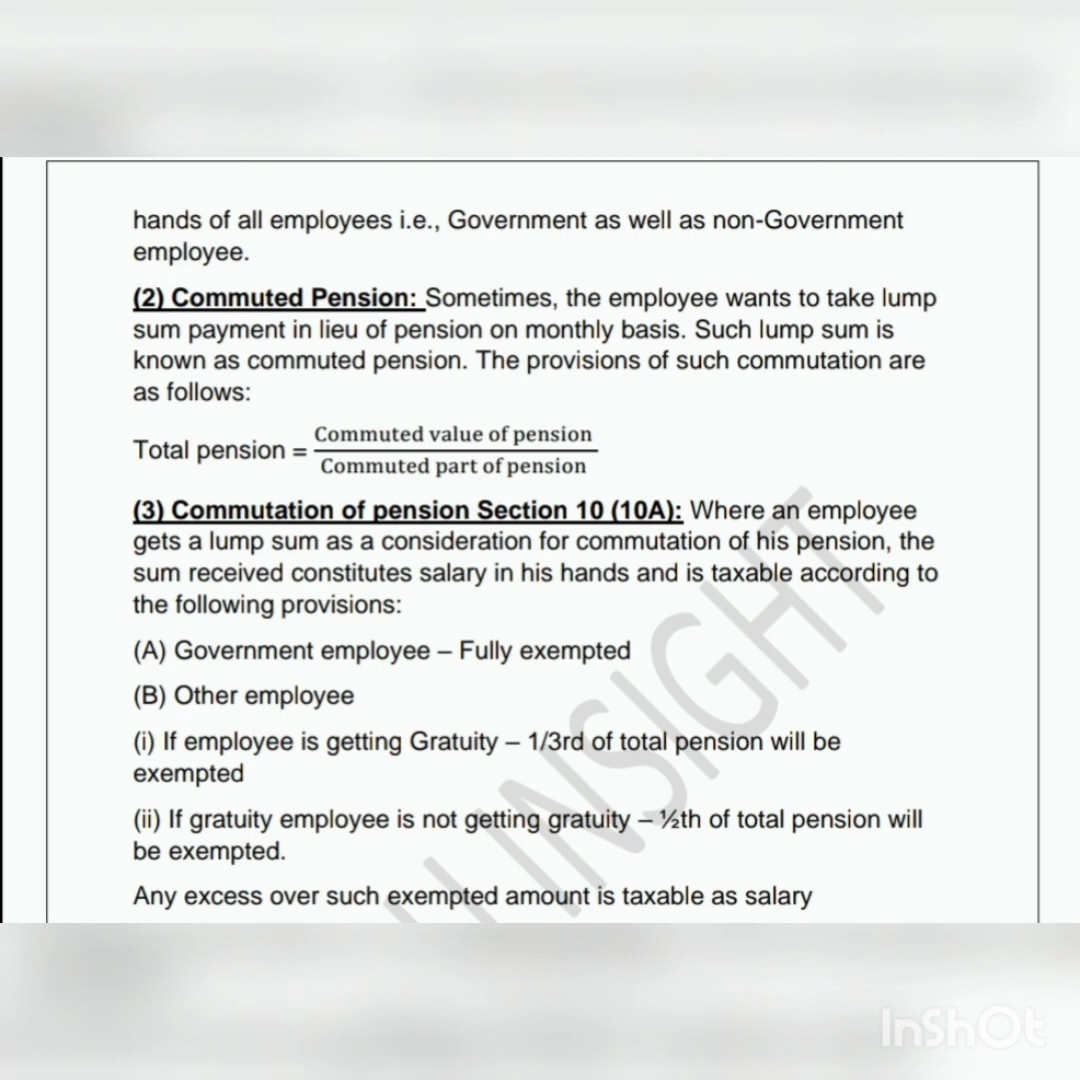 hands of all employees i.e., Government as well as non-Government
employee.
(2) Commuted Pension: Sometimes, the employee wants to take lump
sum payment in lieu of pension on monthly basis. Such lump sum is
known as commuted pension. The provisions of such commutation are
as follows:
Total pension = Commuted value of pension
Commuted part of pension
(3) Commutation of pension Section 10 (10A): Where an employee
gets a lump sum as a consideration for commutation of his pension, the
sum received constitutes salary in his hands and is taxable according to
the following provisions:
(A) Government employee – Fully exempted
(B) Other employee
(i) If employee is getting Gratuity – 1/3rd of total pension will be
exempted
(ii) If gratuity employee is not getting gratuity – ½th of total pension will
be exempted.
Any excess over such exempted amount is taxable as salary
INSIGHT
InShOt